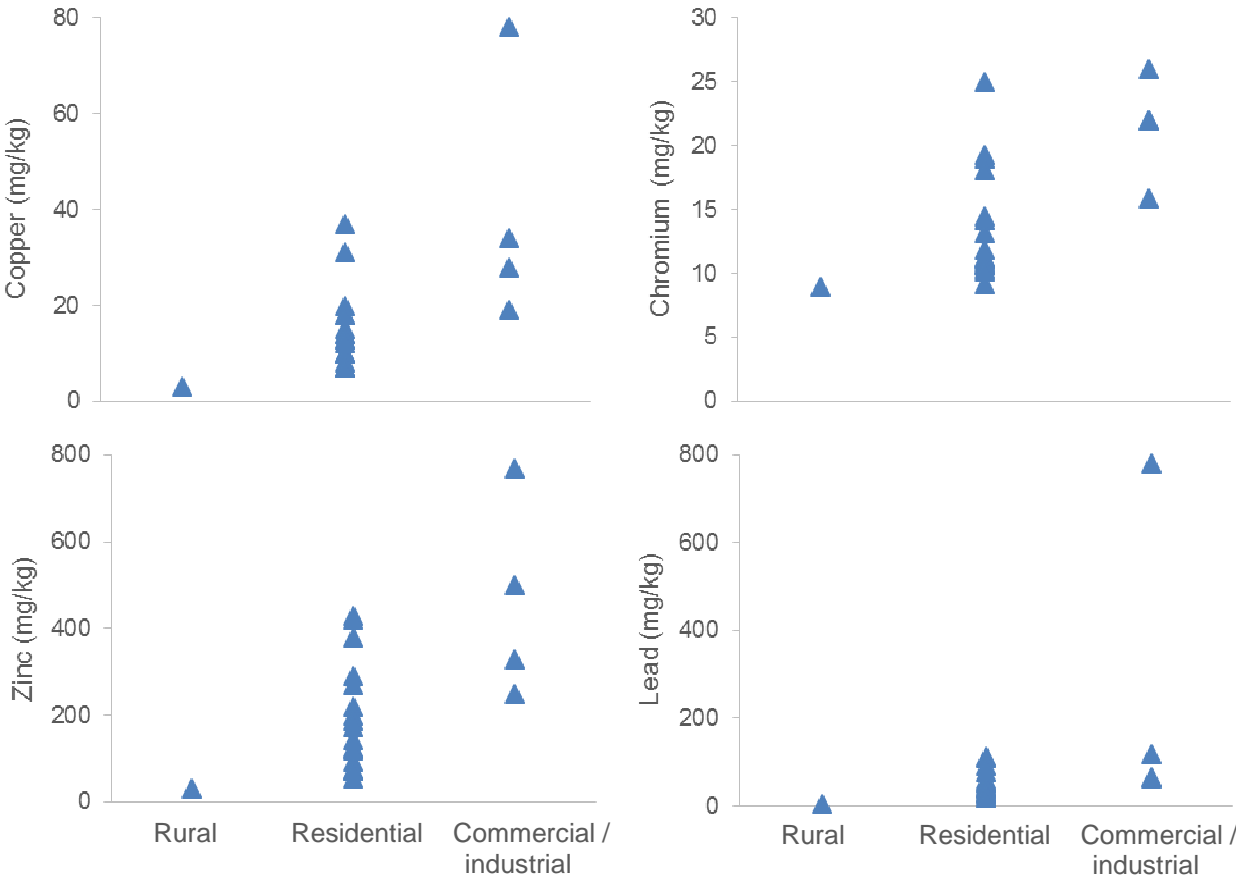 Copper (mg/kg)
80
60
40
20
0
Chromium (mg/kg)
30
25
20
15
10
5
0
Zinc (mg/kg)
800
600
400
200
0
Rural
Residential
Commercial /
industrial
Lead (mg/kg)
800
600
400
200
0
Rural
Residential
Commercial /
industrial